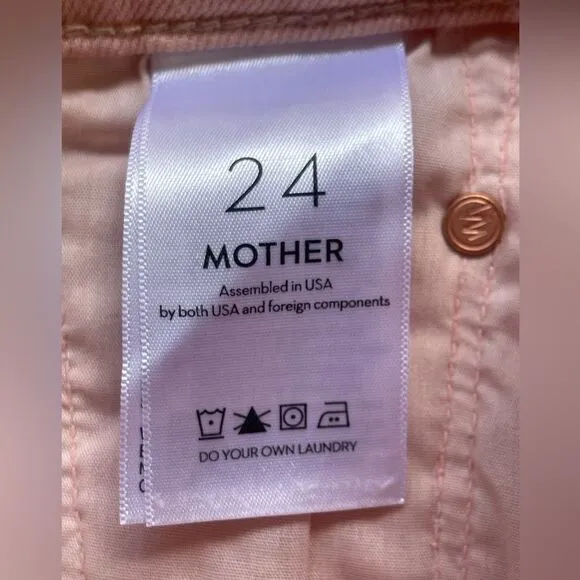 24
MOTHER
Assembled in USA
by both USA and foreign components
DO YOUR OWN LAUNDRY